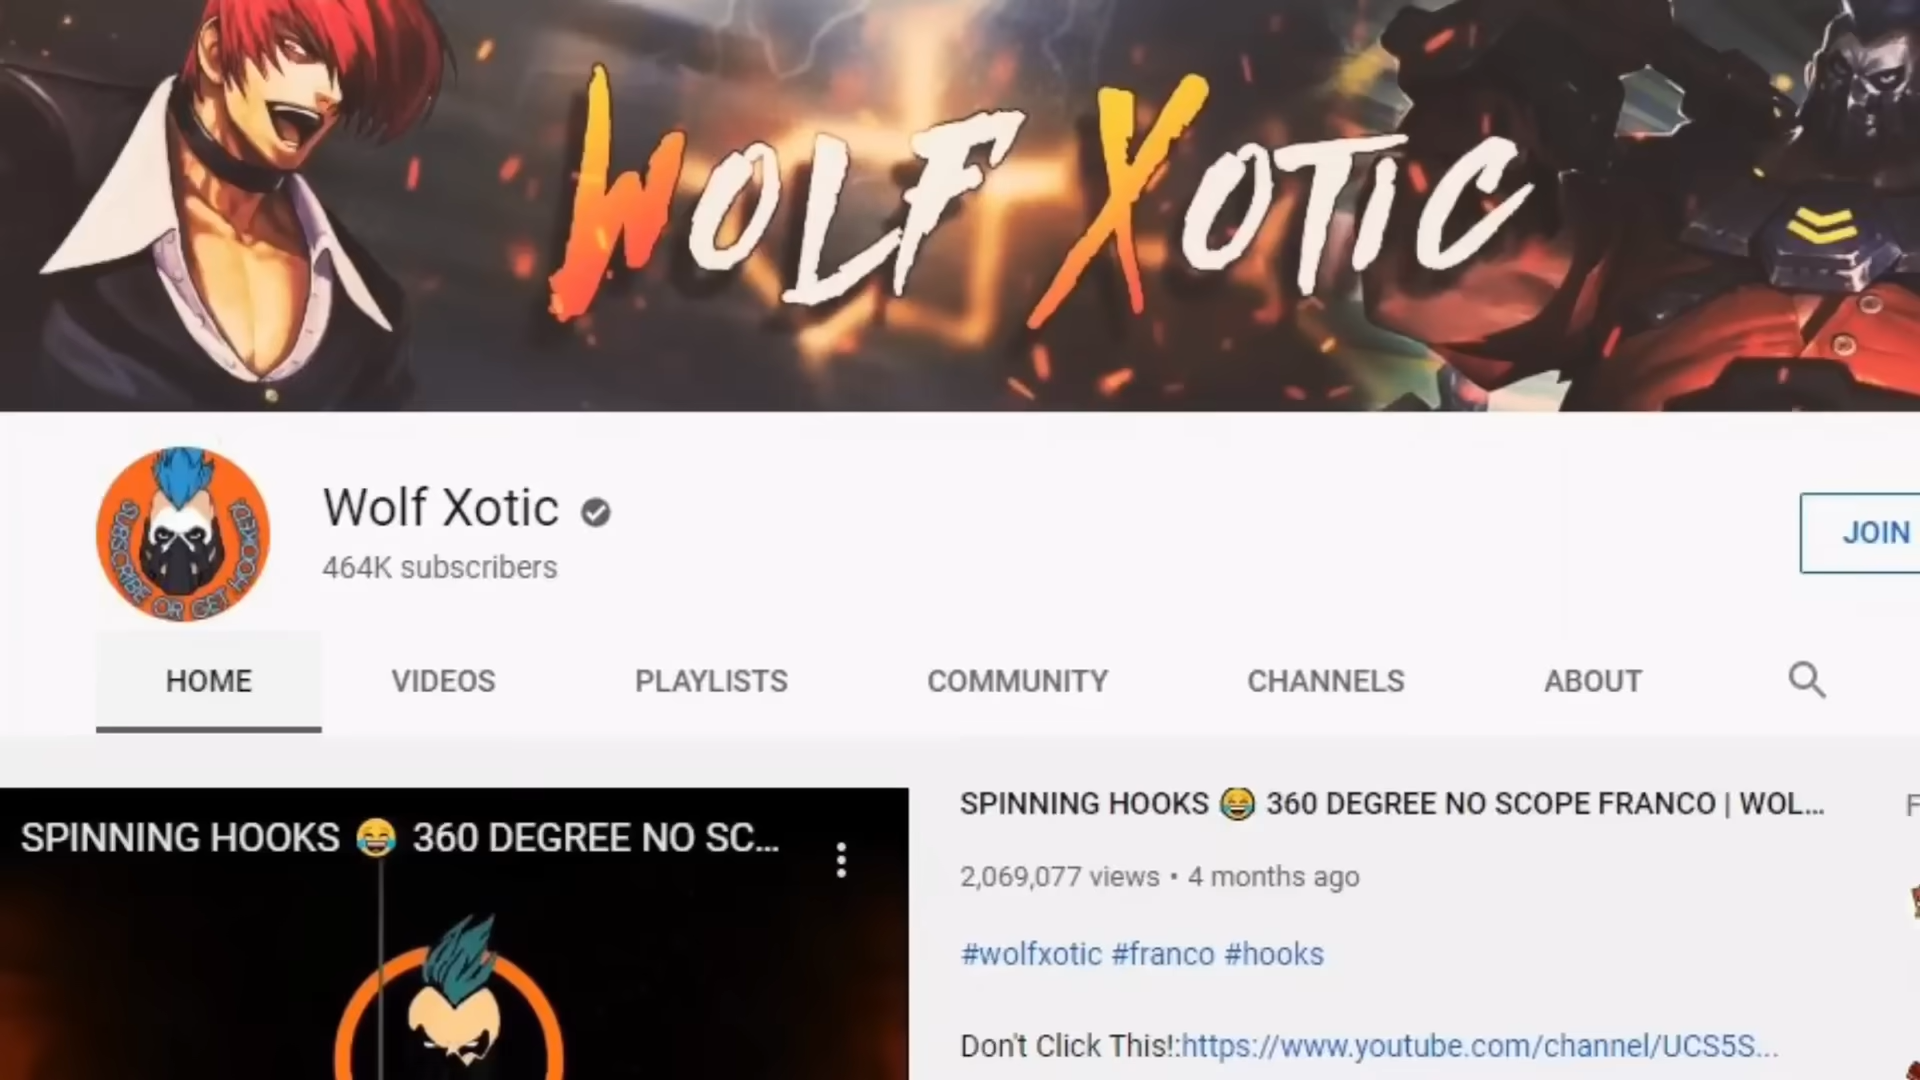 WOLF XOTIC
SUBSCRIBE OR GET HOOKED!
Wolf Xotic
464K subscribers
JOIN
HOME VIDEOS PLAYLISTS COMMUNITY CHANNELS ABOUT
SPINNING HOOKS 😂 360 DEGREE NO SC...
SPINNING HOOKS 😂 360 DEGREE NO SCOPE FRANCO | WOL...
2,069,077 views • 4 months ago
#wolfxotic #franco #hooks
Don't Click This!:https://www.youtube.com/channel/UCS5S...